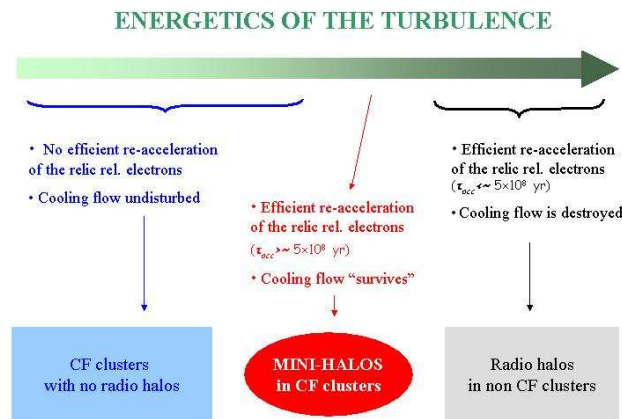 ENERGETICS OF THE TURBULENCE
• No efficient re-acceleration
of the relic rel. electrons
• Cooling flow undisturbed
• Efficient re-acceleration
of the relic rel. electrons
(τacc >~ 5×10⁸ yr)
• Cooling flow “survives”
• Efficient re-acceleration
of the relic rel. electrons
(τacc <~ 5×10⁸ yr)
• Cooling flow is destroyed
CF clusters
with no radio halos
MINI-HALOS
in CF clusters
Radio halos
in non CF clusters